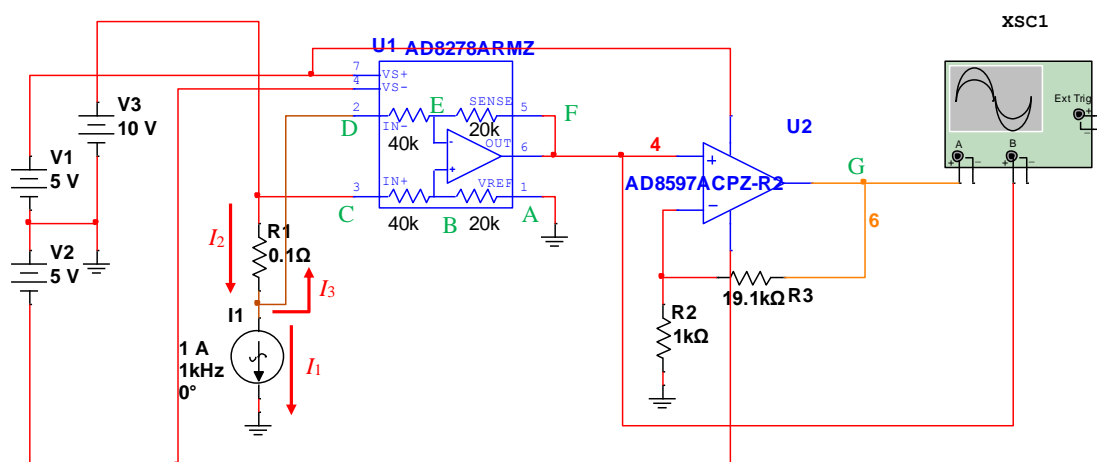 XSC1
U1 AD8278ARMZ
7 VS+
4 VS-
V3
10 V
2 IN-
D
E
SENSE 5
F
40k
20k
OUT 6
Ext Trig
A
B
U2
V1
5 V
4
G
AD8597ACPZ-R2
3 IN+
VREF 1
C
40k
B
20k
A
6
V2
5 V
I2
R1
0.1Ω
I3
19.1kΩ R3
I1
R2
1kΩ
1 A
1kHz
0°
I1